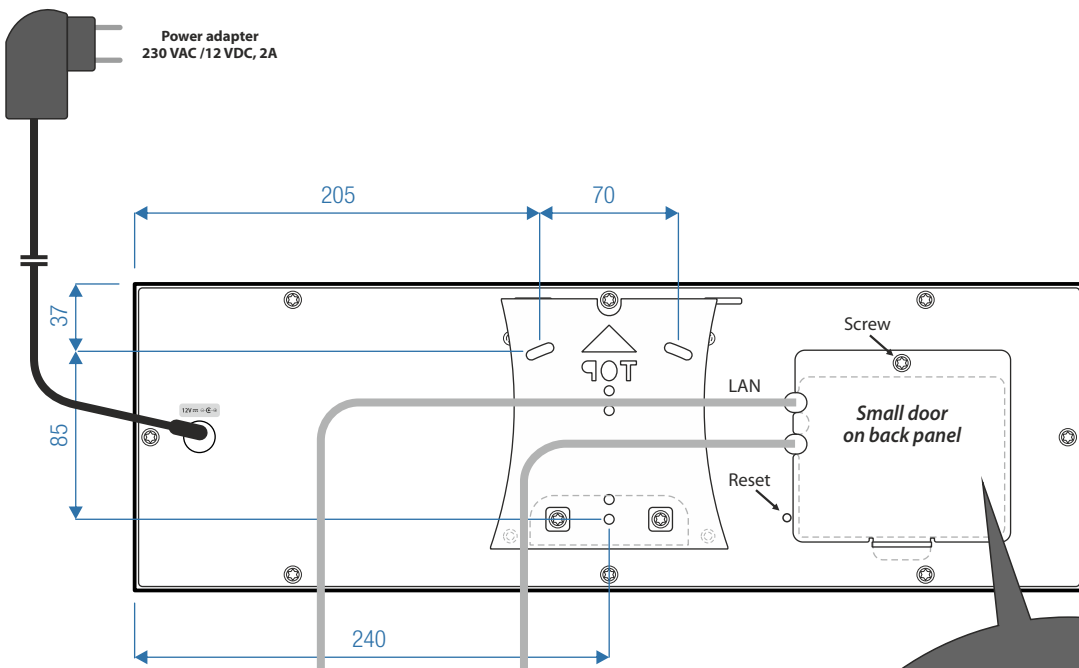 Power adapter
230 VAC /12 VDC, 2A
205
70
37
Screw
TOP
LAN
12V
Small door
on back panel
85
Reset
240